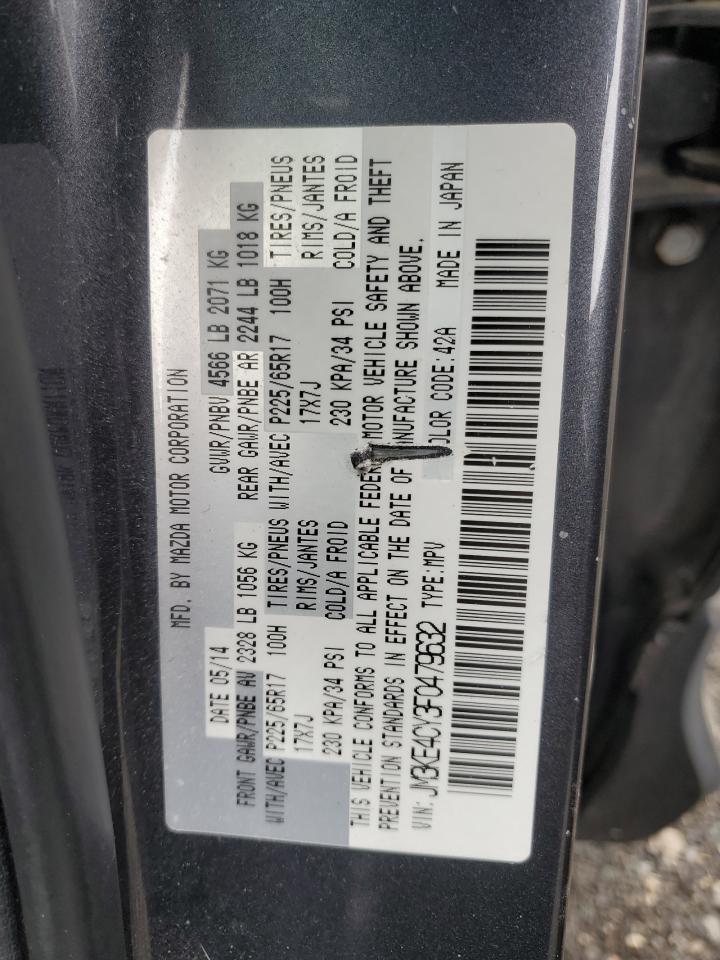 MFD. BY MAZDA MOTOR CORPORATION
DATE 05/14 GVWR/PNBV 4566 LB 2071 KG
FRONT GAWR/PNBE AV 2328 LB 1056 KG REAR GAWR/PNBE AR 2244 LB 1018 KG
WITH/AVEC P225/65R17 100H TIRES/PNEUS WITH/AVEC P225/65R17 100H TIRES/PNEUS
17X7J RIMS/JANTES 17X7J RIMS/JANTES
230 KPA/34 PSI COLD/A FROID 230 KPA/34 PSI COLD/A FROID
THIS VEHICLE CONFORMS TO ALL APPLICABLE FEDER MOTOR VEHICLE SAFETY AND THEFT
PREVENTION STANDARDS IN EFFECT ON THE DATE OF NUFACTURE SHOWN ABOVE.
VIN: JM3KE4CY3F0479632 TYPE:MPV OLOR CODE:42A MADE IN JAPAN